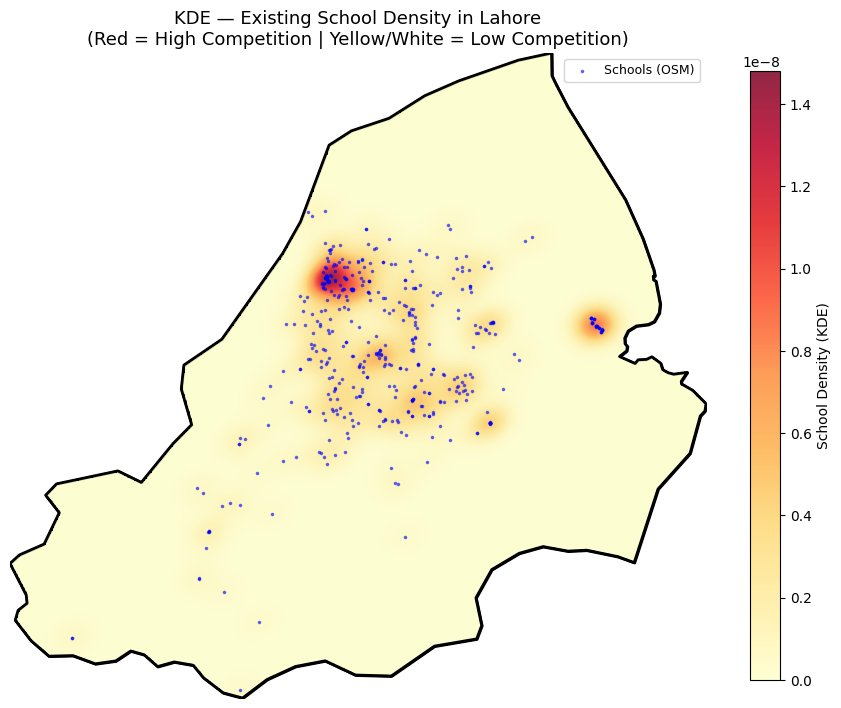 KDE — Existing School Density in Lahore
(Red = High Competition | Yellow/White = Low Competition)
Schools (OSM)
1e−8
1.4
1.2
1.0
0.8
0.6
0.4
0.2
0.0
School Density (KDE)